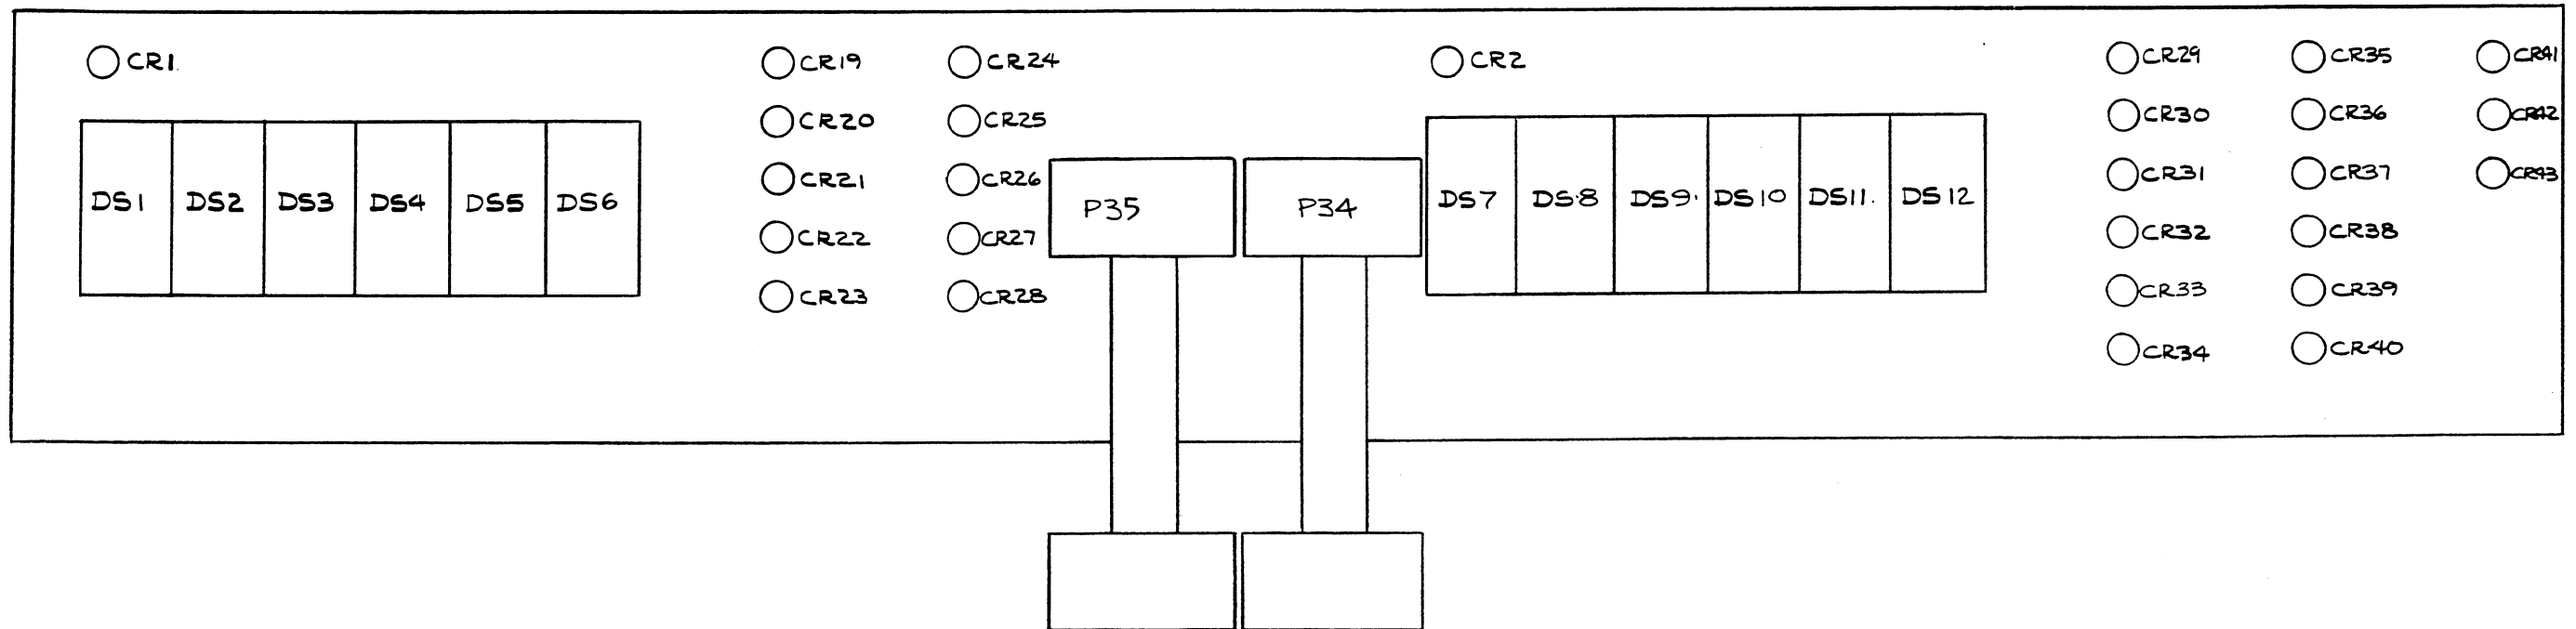 CR1
CR19
CR24
CR2
CR29
CR35
CR41
CR20
CR25
CR30
CR36
CR42
CR21
CR26
CR31
CR37
CR43
DS1 DS2 DS3 DS4 DS5 DS6
P35
P34
DS7 DS8 DS9 DS10 DS11 DS12
CR22
CR27
CR32
CR38
CR23
CR28
CR33
CR39
CR34
CR40